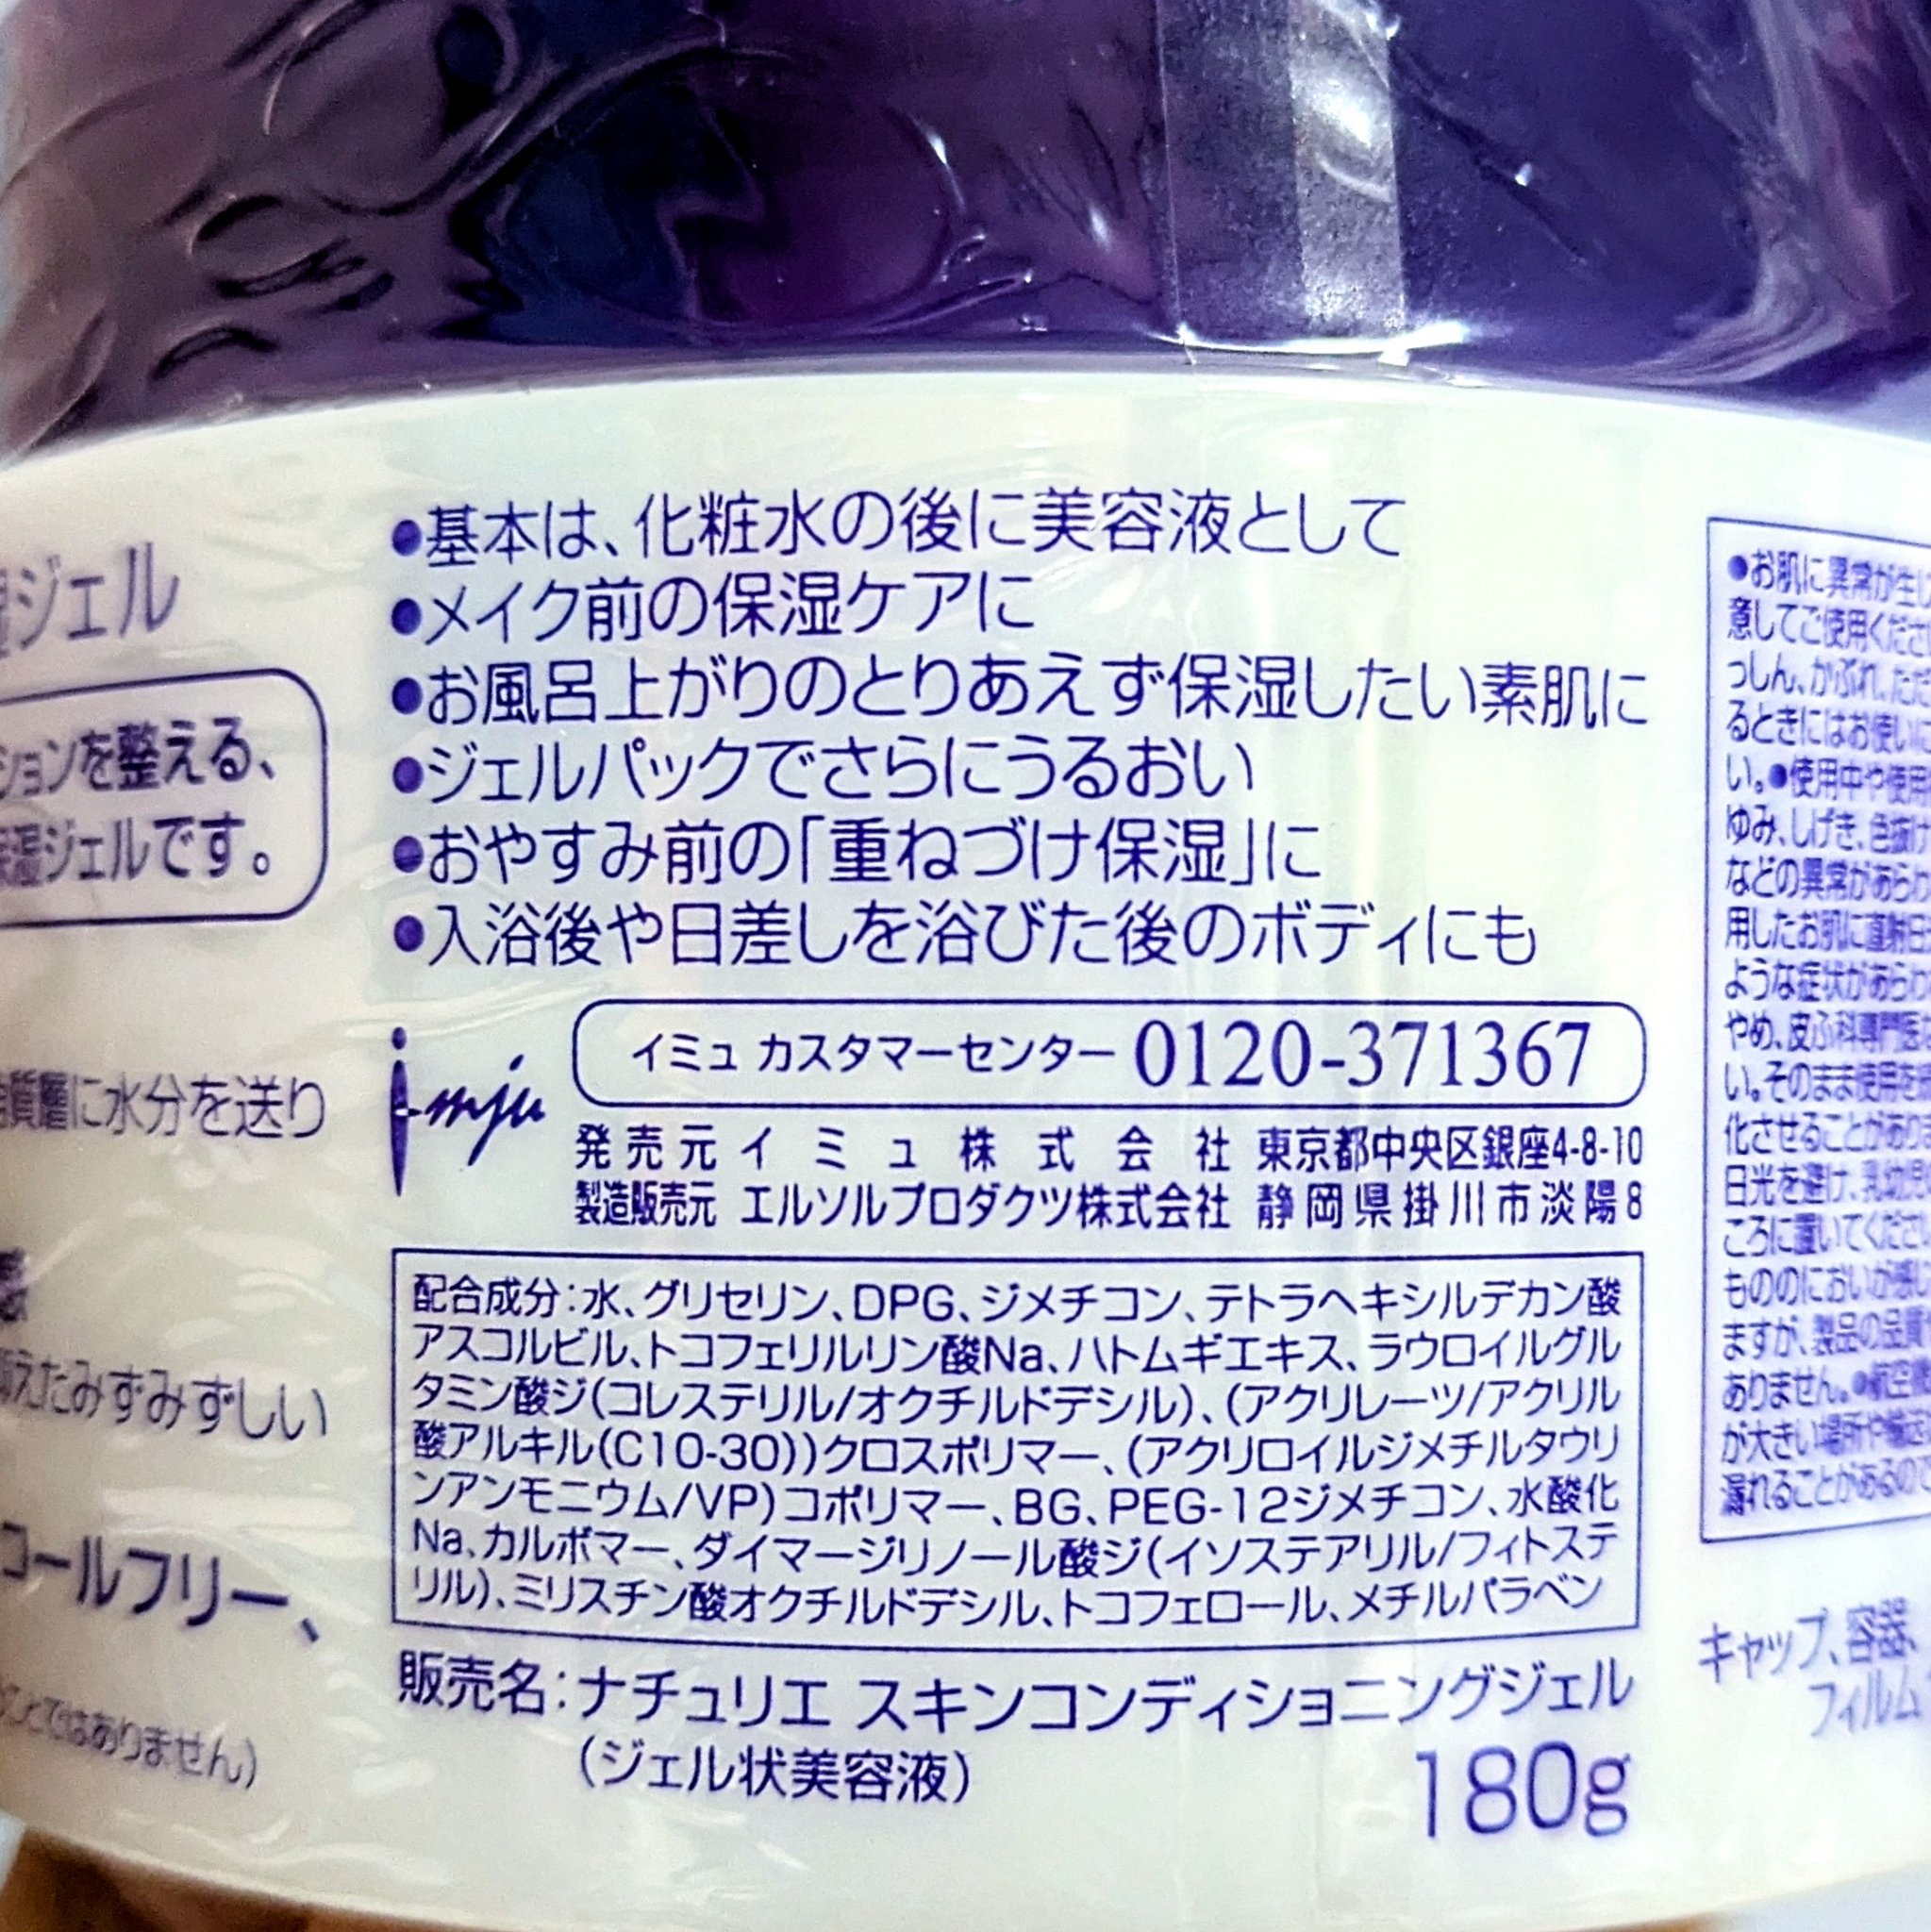 ジェル
ションを整える、
保湿ジェルです。
質層に水分を送り
えたみずみずしい
コールフリー、
ことではありません)
●基本は、化粧水の後に美容液として
●メイク前の保湿ケアに
●お風呂上がりのとりあえず保湿したい素肌に
●ジェルパックでさらにうるおい
●おやすみ前の「重ねづけ保湿」に
●入浴後や日差しを浴びた後のボディにも
i-mju
イミュ カスタマーセンター 0120-371367
発売元 イミュ株式会社 東京都中央区銀座4-8-10
製造販売元 エルソルプロダクツ株式会社 静岡県掛川市淡陽8
配合成分:水、グリセリン、DPG、ジメチコン、テトラヘキシルデカン酸
アスコルビル、トコフェリルリン酸Na、ハトムギエキス、ラウロイルグル
タミン酸ジ(コレステリル/オクチルドデシル)、(アクリレーツ/アクリル
酸アルキル(C10-30))クロスポリマー、(アクリロイルジメチルタウリ
ンアンモニウム/VP)コポリマー、BG、PEG-12ジメチコン、水酸化
Na、カルボマー、ダイマージリノール酸ジ(イソステアリル/フィトステ
リル)、ミリスチン酸オクチルドデシル、トコフェロール、メチルパラベン
販売名:ナチュリエ スキンコンディショニングジェル
(ジェル状美容液)
180g
●お肌に異常が生じ
意してご使用くださ
っしん、かぶれ、ただ
るときにはお使いに
い。●使用中や使用
ゆみ、しげき、色抜け
などの異常があらわ
用したお肌に直射日
ような症状があらわ
やめ、皮ふ科専門医
い。そのまま使用を
化させることがあり
日光を避け、乳幼児
ころに置いてくださ
もののにおいが感じ
ますが、製品の品質
ありません。●航空
が大きい場所や輸送
漏れることがあるので
キャップ、容器、
フィルム